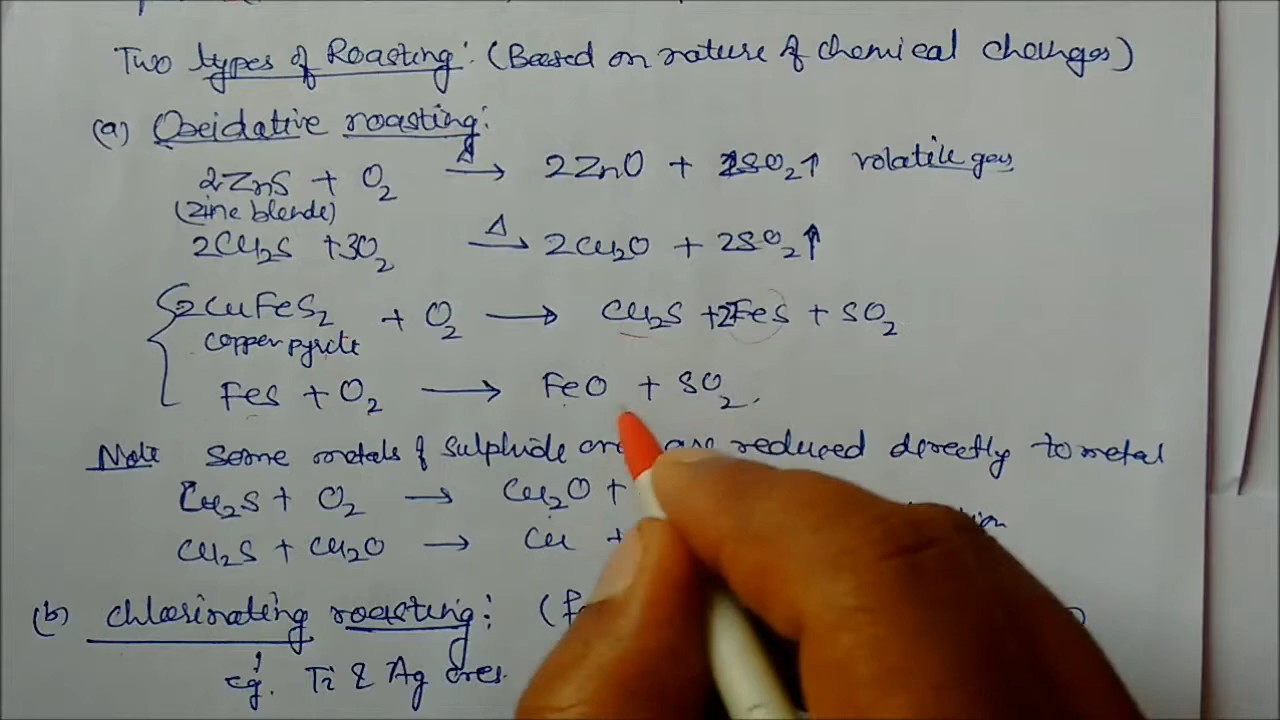 Two types of Roasting: (Based on nature of chemical changes)
(a) Oxidative roasting:
2ZnS + O2 Δ→ 2ZnO + 2SO2↑ volatile gas
(zinc blende)
2Cu2S + 3O2 Δ→ 2Cu2O + 2SO2↑
2CuFeS2 + O2 → Cu2S + 2FeS + SO2
copper pyrite
FeS + O2 → FeO + SO2.
Note Some metals of sulphide are reduced directly to metal
Cu2S + O2 → Cu2O +
Cu2S + Cu2O → Cu +
(b) chlorinating roasting: (
eg. Ti & Ag ores.